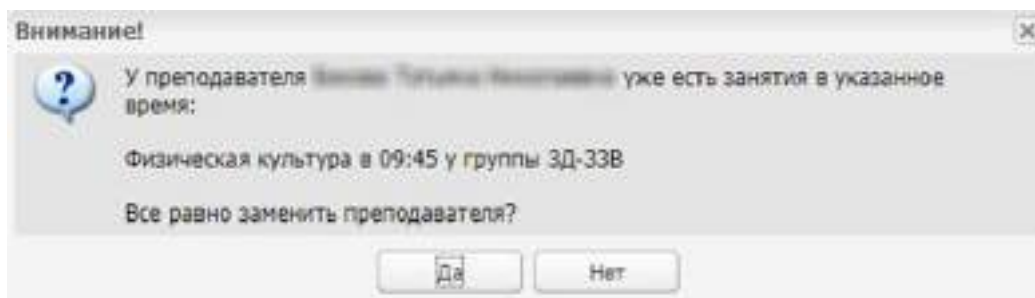 Внимание!
У преподавателя уже есть занятия в указанное
время:
Физическая культура в 09:45 у группы ЗД-33В
Все равно заменить преподавателя?
Да Нет